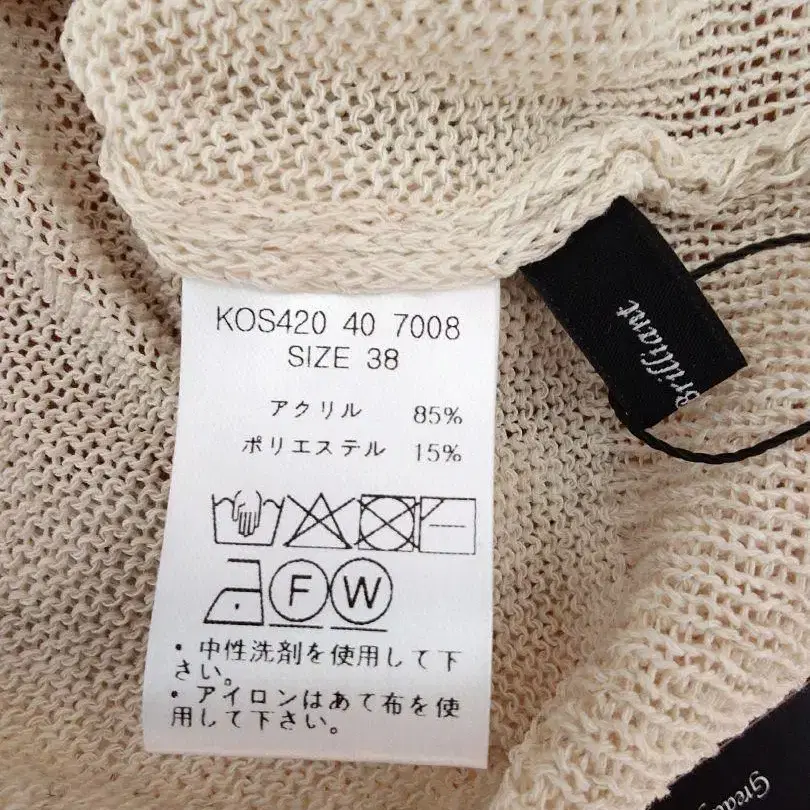 KOS420 40 7008
SIZE 38
アクリル 85%
ポリエステル 15%
F W
・中性洗剤を使用して下
さい。
・アイロンはあて布を使
用して下さい。
Brilliant